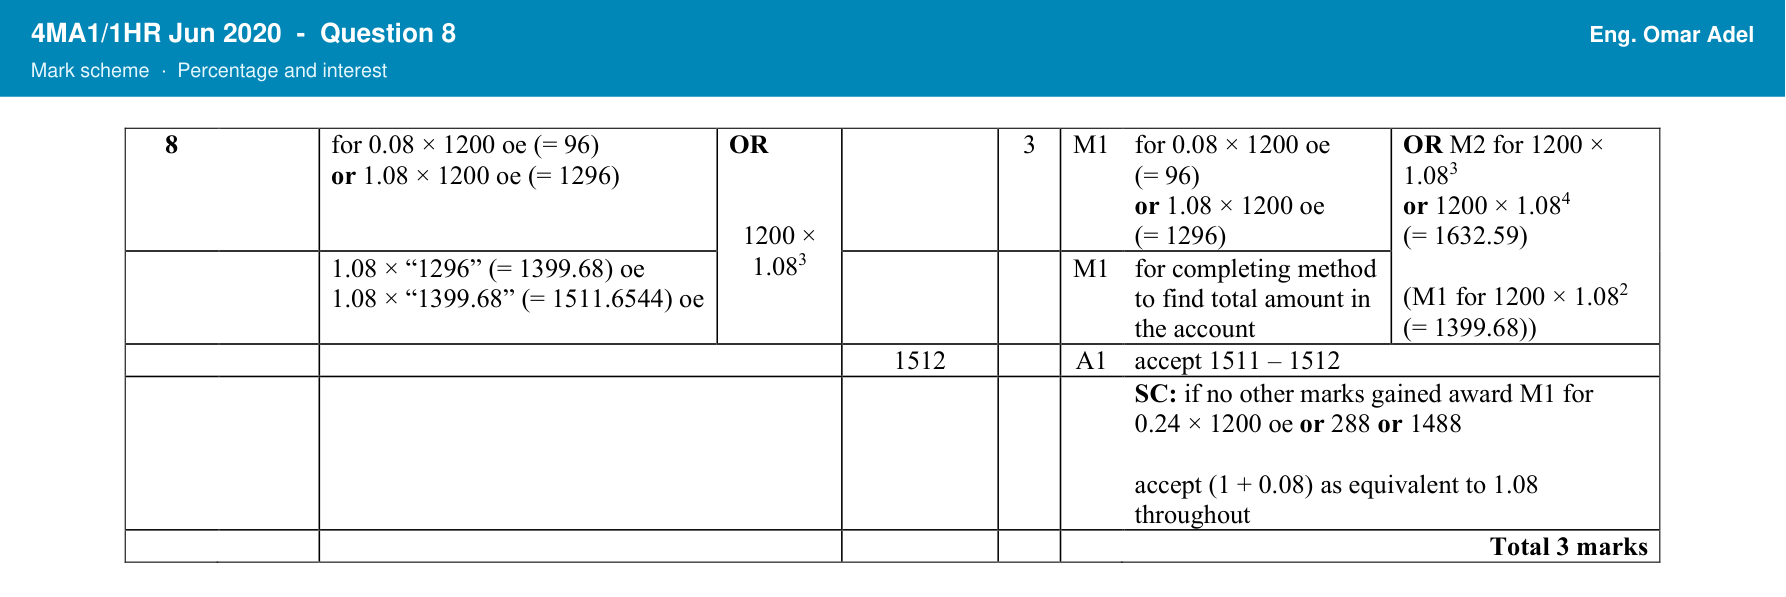 4MA1/1HR Jun 2020 - Question 8
Eng. Omar Adel
Mark scheme · Percentage and interest
8
for 0.08 × 1200 oe (= 96)
or 1.08 × 1200 oe (= 1296)
OR
1200 ×
1.08³
3
M1
for 0.08 × 1200 oe
(= 96)
or 1.08 × 1200 oe
(= 1296)
OR M2 for 1200 ×
1.08³
or 1200 × 1.08⁴
(= 1632.59)
(M1 for 1200 × 1.08²
(= 1399.68))
1.08 × “1296” (= 1399.68) oe
1.08 × “1399.68” (= 1511.6544) oe
M1
for completing method
to find total amount in
the account
1512
A1
accept 1511 – 1512
SC: if no other marks gained award M1 for
0.24 × 1200 oe or 288 or 1488
accept (1 + 0.08) as equivalent to 1.08
throughout
Total 3 marks